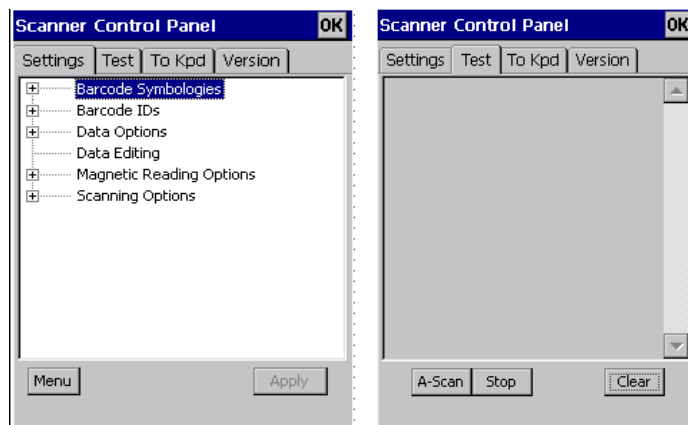 Scanner Control Panel OK
Settings Test To Kpd Version
Barcode Symbologies
Barcode IDs
Data Options
Data Editing
Magnetic Reading Options
Scanning Options
Menu Apply
Scanner Control Panel OK
Settings Test To Kpd Version
A-Scan Stop Clear